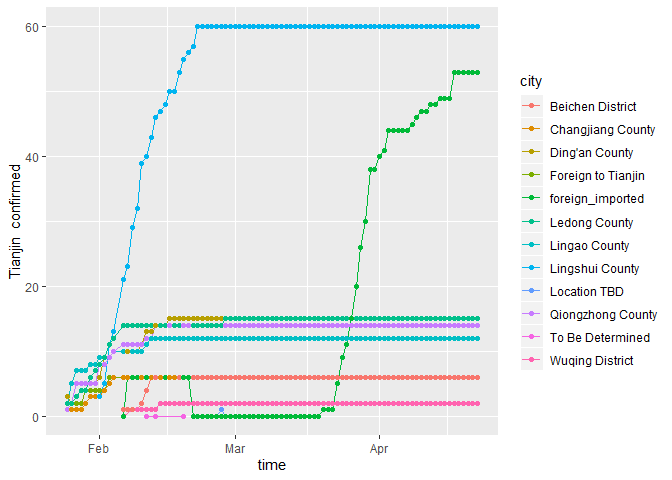 60
40
20
0
Tianjin confirmed
Feb
Mar
Apr
time
city
Beichen District
Changjiang County
Ding'an County
Foreign to Tianjin
foreign_imported
Ledong County
Lingao County
Lingshui County
Location TBD
Qiongzhong County
To Be Determined
Wuqing District